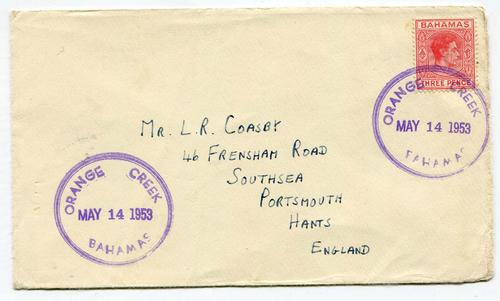 BAHAMAS
THREE PENCE
ORANGE CREEK
MAY 14 1953
BAHAMAS
Mr. L.R. COASBY
46 FRENSHAM ROAD
SOUTHSEA
PORTSMOUTH
HANTS
ENGLAND
ORANGE CREEK
MAY 14 1953
BAHAMAS